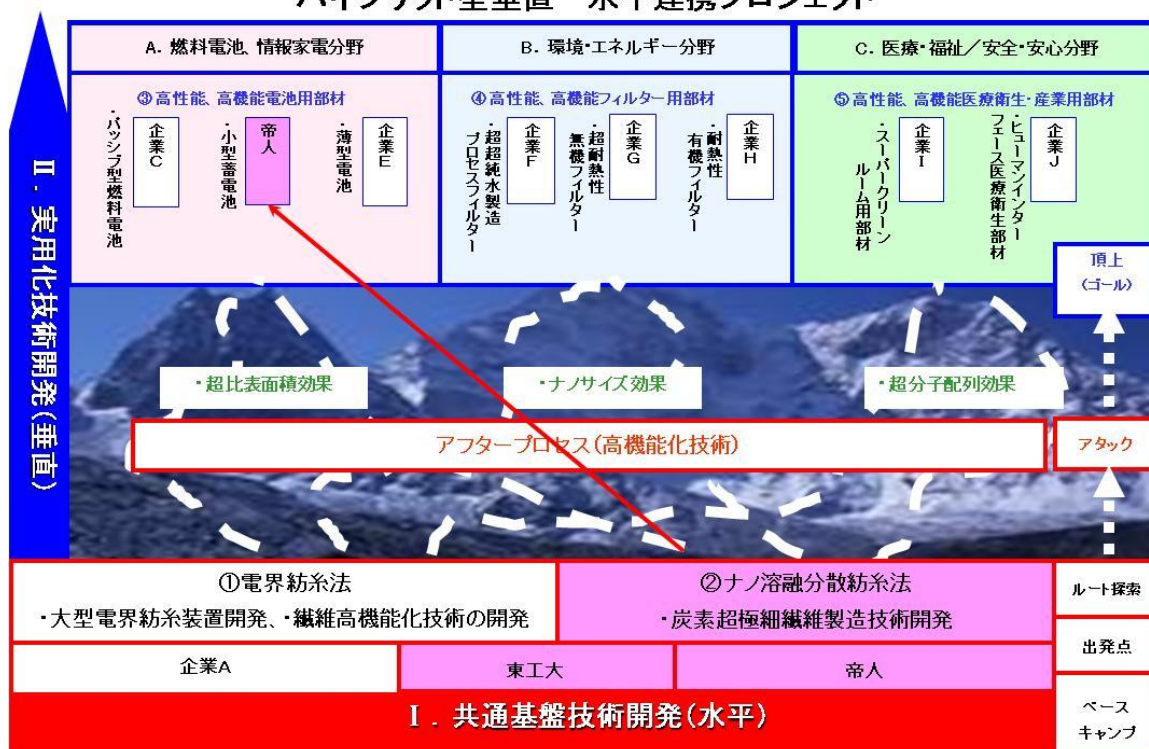 A. 燃料電池、情報家電分野
B. 環境・エネルギー分野
C. 医療・福祉／安全・安心分野
③高性能、高機能電池用部材
④高性能、高機能フィルター用部材
⑤高性能、高機能医療衛生・産業用部材
企業C
・パッシブ型燃料電池
帝人
・小型蓄電池
企業E
・薄型電池
企業F
・超超純水製造
プロセスフィルター
企業G
・超耐熱性
無機フィルター
企業H
・耐熱性
有機フィルター
企業I
・スーパークリーン
ルーム用部材
企業J
・ヒューマンインター
フェース医療衛生部材
Ⅱ. 実用化技術開発(垂直)
頂上
(ゴール)
・超比表面積効果
・ナノサイズ効果
・超分子配列効果
アフタープロセス(高機能化技術)
アタック
①電界紡糸法
・大型電界紡糸装置開発、・繊維高機能化技術の開発
②ナノ溶融分散紡糸法
・炭素超極細繊維製造技術開発
ルート探索
企業A
東工大
帝人
出発点
Ⅰ. 共通基盤技術開発(水平)
ベース
キャンプ